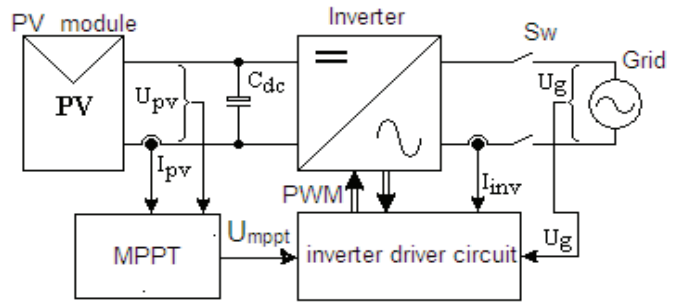 PV module
Inverter
Sw
Grid
PV
Upv
Cdc
Ug
Ipv
PWM
Iinv
MPPT
Umppt
inverter driver circuit
Ug